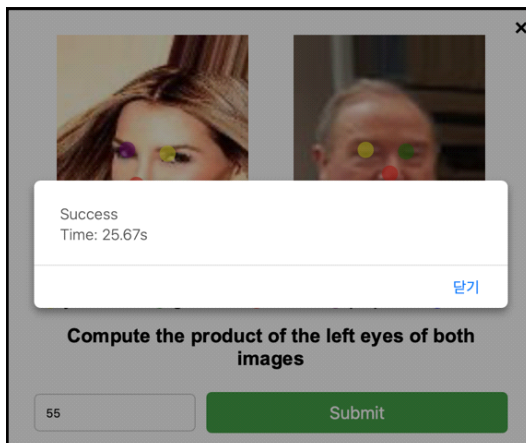 ×
Success
Time: 25.67s
닫기
Compute the product of the left eyes of both
images
55
Submit